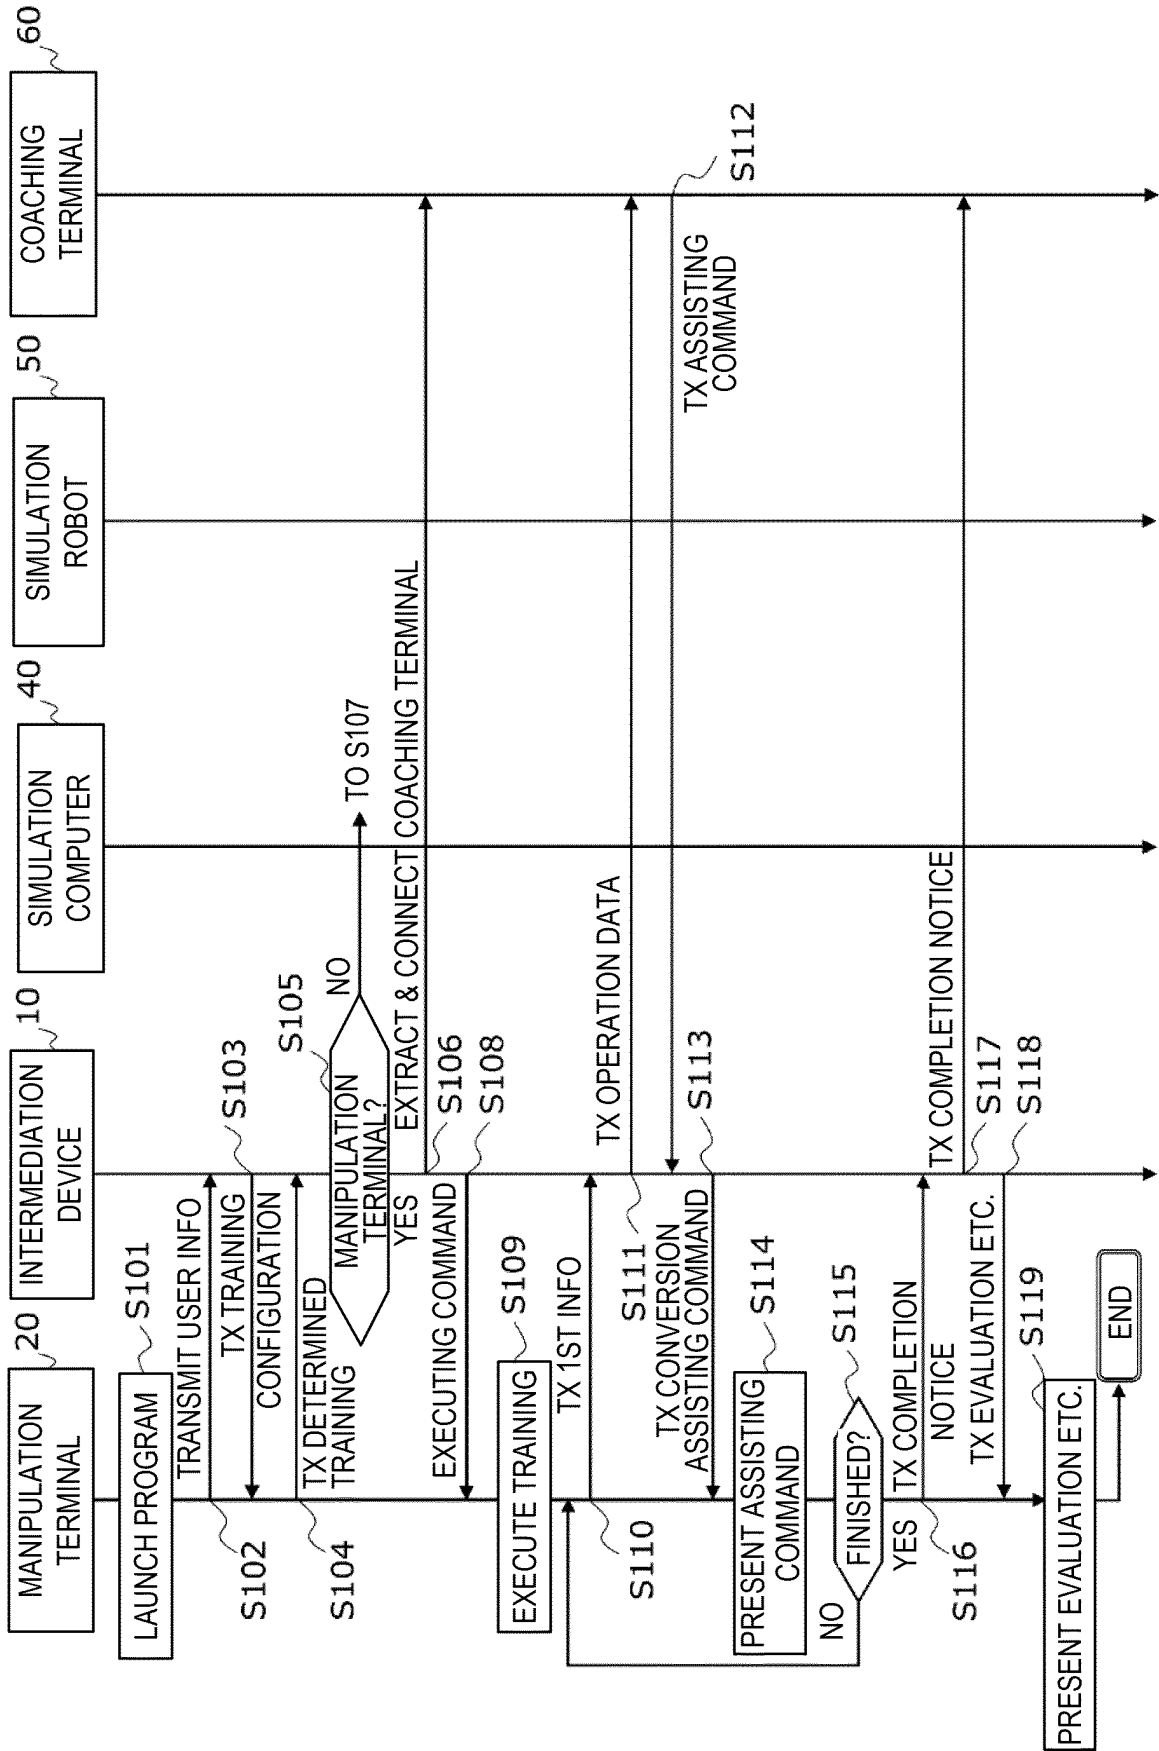 20
MANIPULATION
TERMINAL
10
INTERMEDIATION
DEVICE
40
SIMULATION
COMPUTER
50
SIMULATION
ROBOT
60
COACHING
TERMINAL
LAUNCH PROGRAM
S101
TRANSMIT USER INFO
S102
S103
TX TRAINING
CONFIGURATION
TX DETERMINED
TRAINING
S104
S105
MANIPULATION
TERMINAL?
NO
TO S107
YES
EXTRACT & CONNECT COACHING TERMINAL
S106
EXECUTING COMMAND
S108
EXECUTE TRAINING
S109
TX 1ST INFO
S110
TX OPERATION DATA
S111
S112
TX ASSISTING
COMMAND
TX CONVERSION
ASSISTING COMMAND
S113
PRESENT ASSISTING
COMMAND
S114
FINISHED?
S115
NO
YES
TX COMPLETION
NOTICE
S116
TX COMPLETION NOTICE
S117
TX EVALUATION ETC.
S118
PRESENT EVALUATION ETC.
S119
END